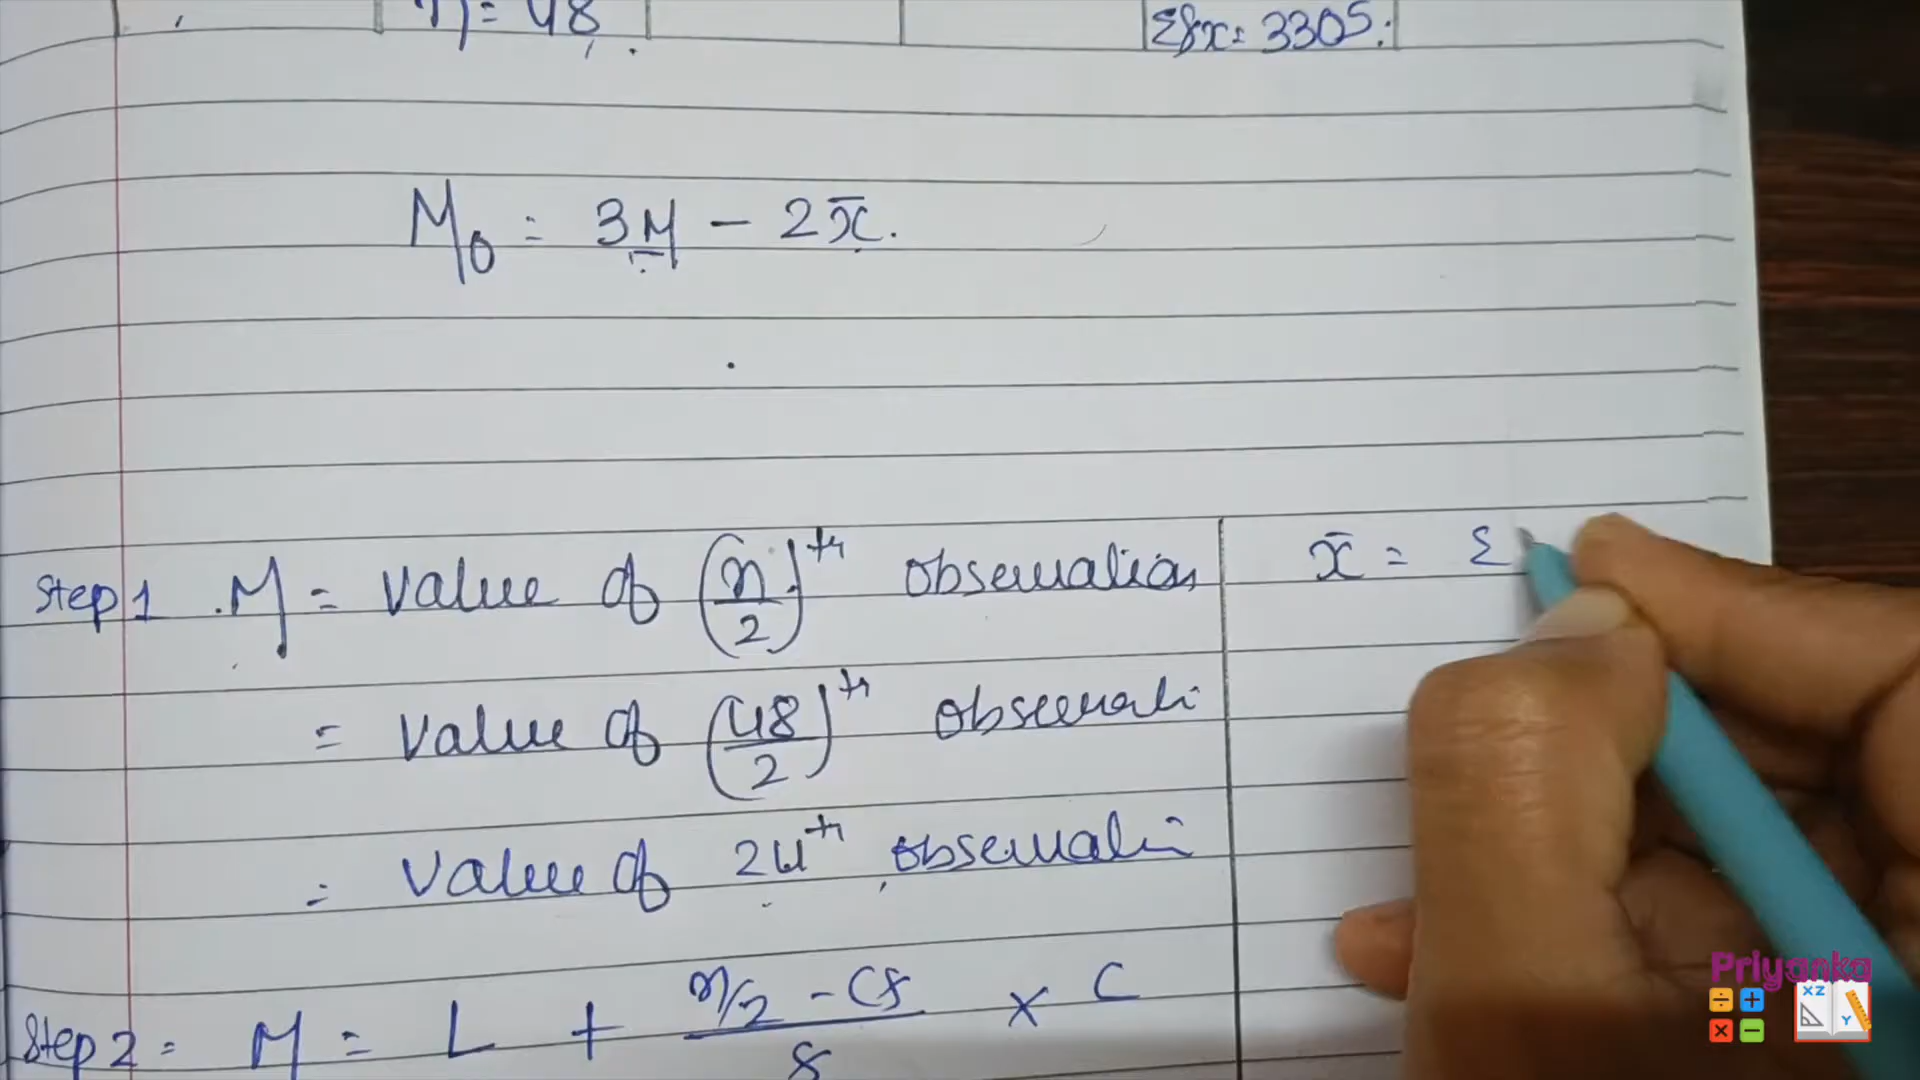 n = 48
Σfx = 3305.
M₀ = 3M - 2x̄.
Step 1 M = Value of (n/2)ᵗʰ observation
x̄ = Σ
= Value of (48/2)ᵗʰ observati
= Value of 24ᵗʰ observati
Step 2 = M = L + (n/2 - cf)/f × c
Priyanka
XZ
Y